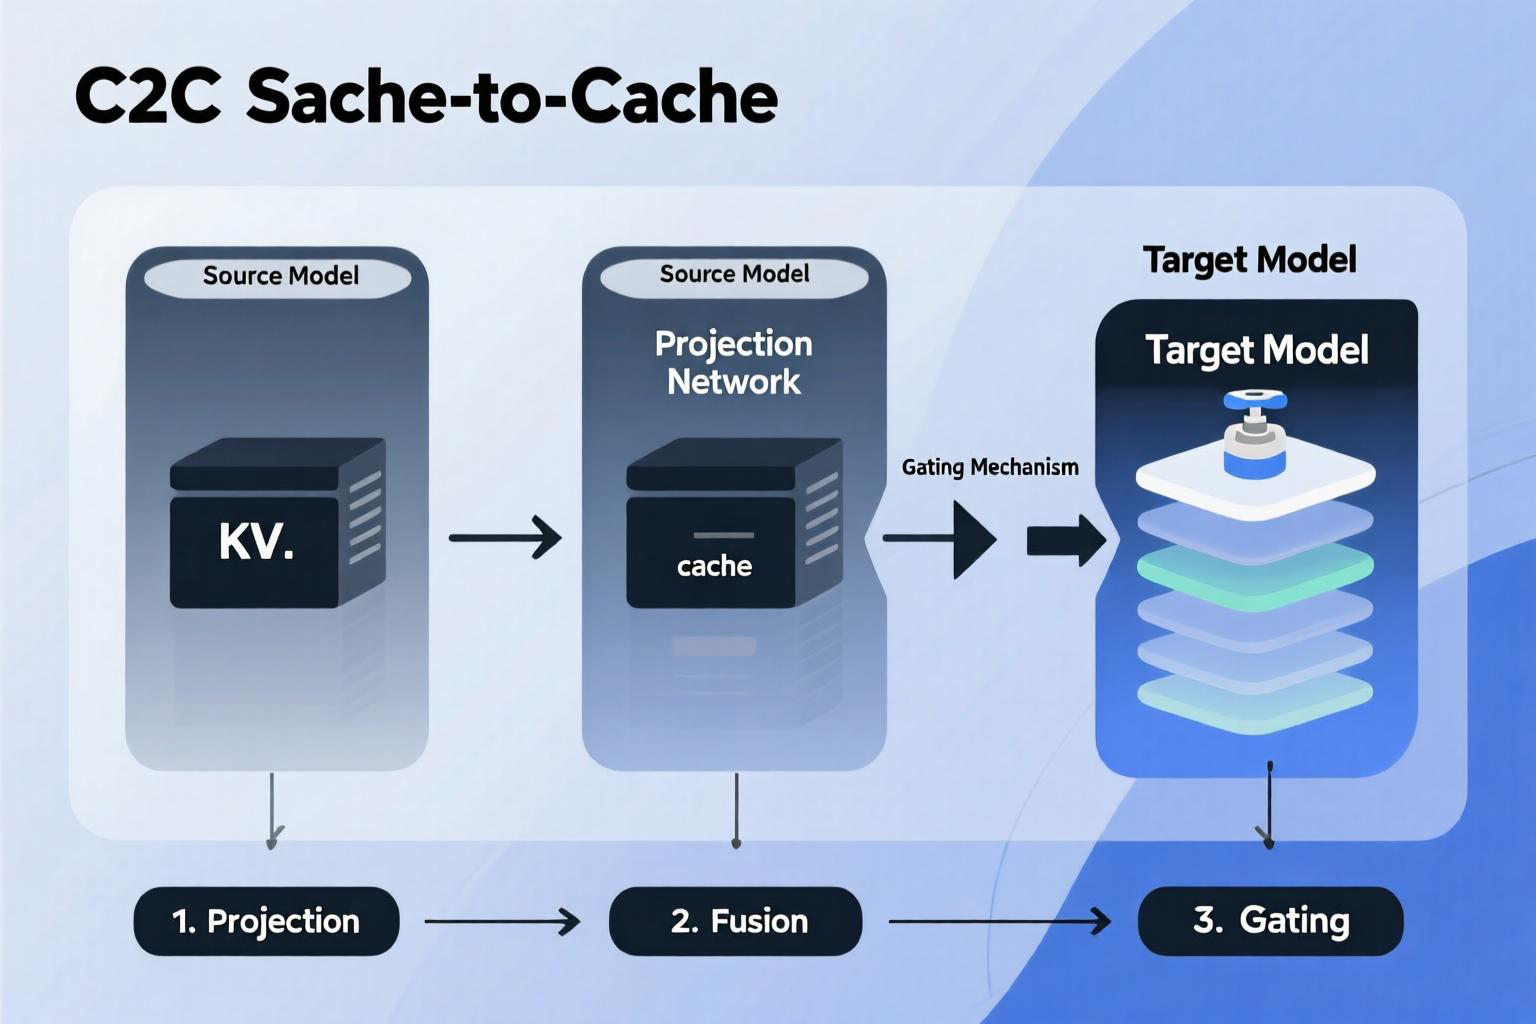 C2C Sache-to-Cache
Source Model
KV.
Source Model
Projection
Network
cache
Gating Mechanism
Target Model
Target Model
1. Projection
2. Fusion
3. Gating